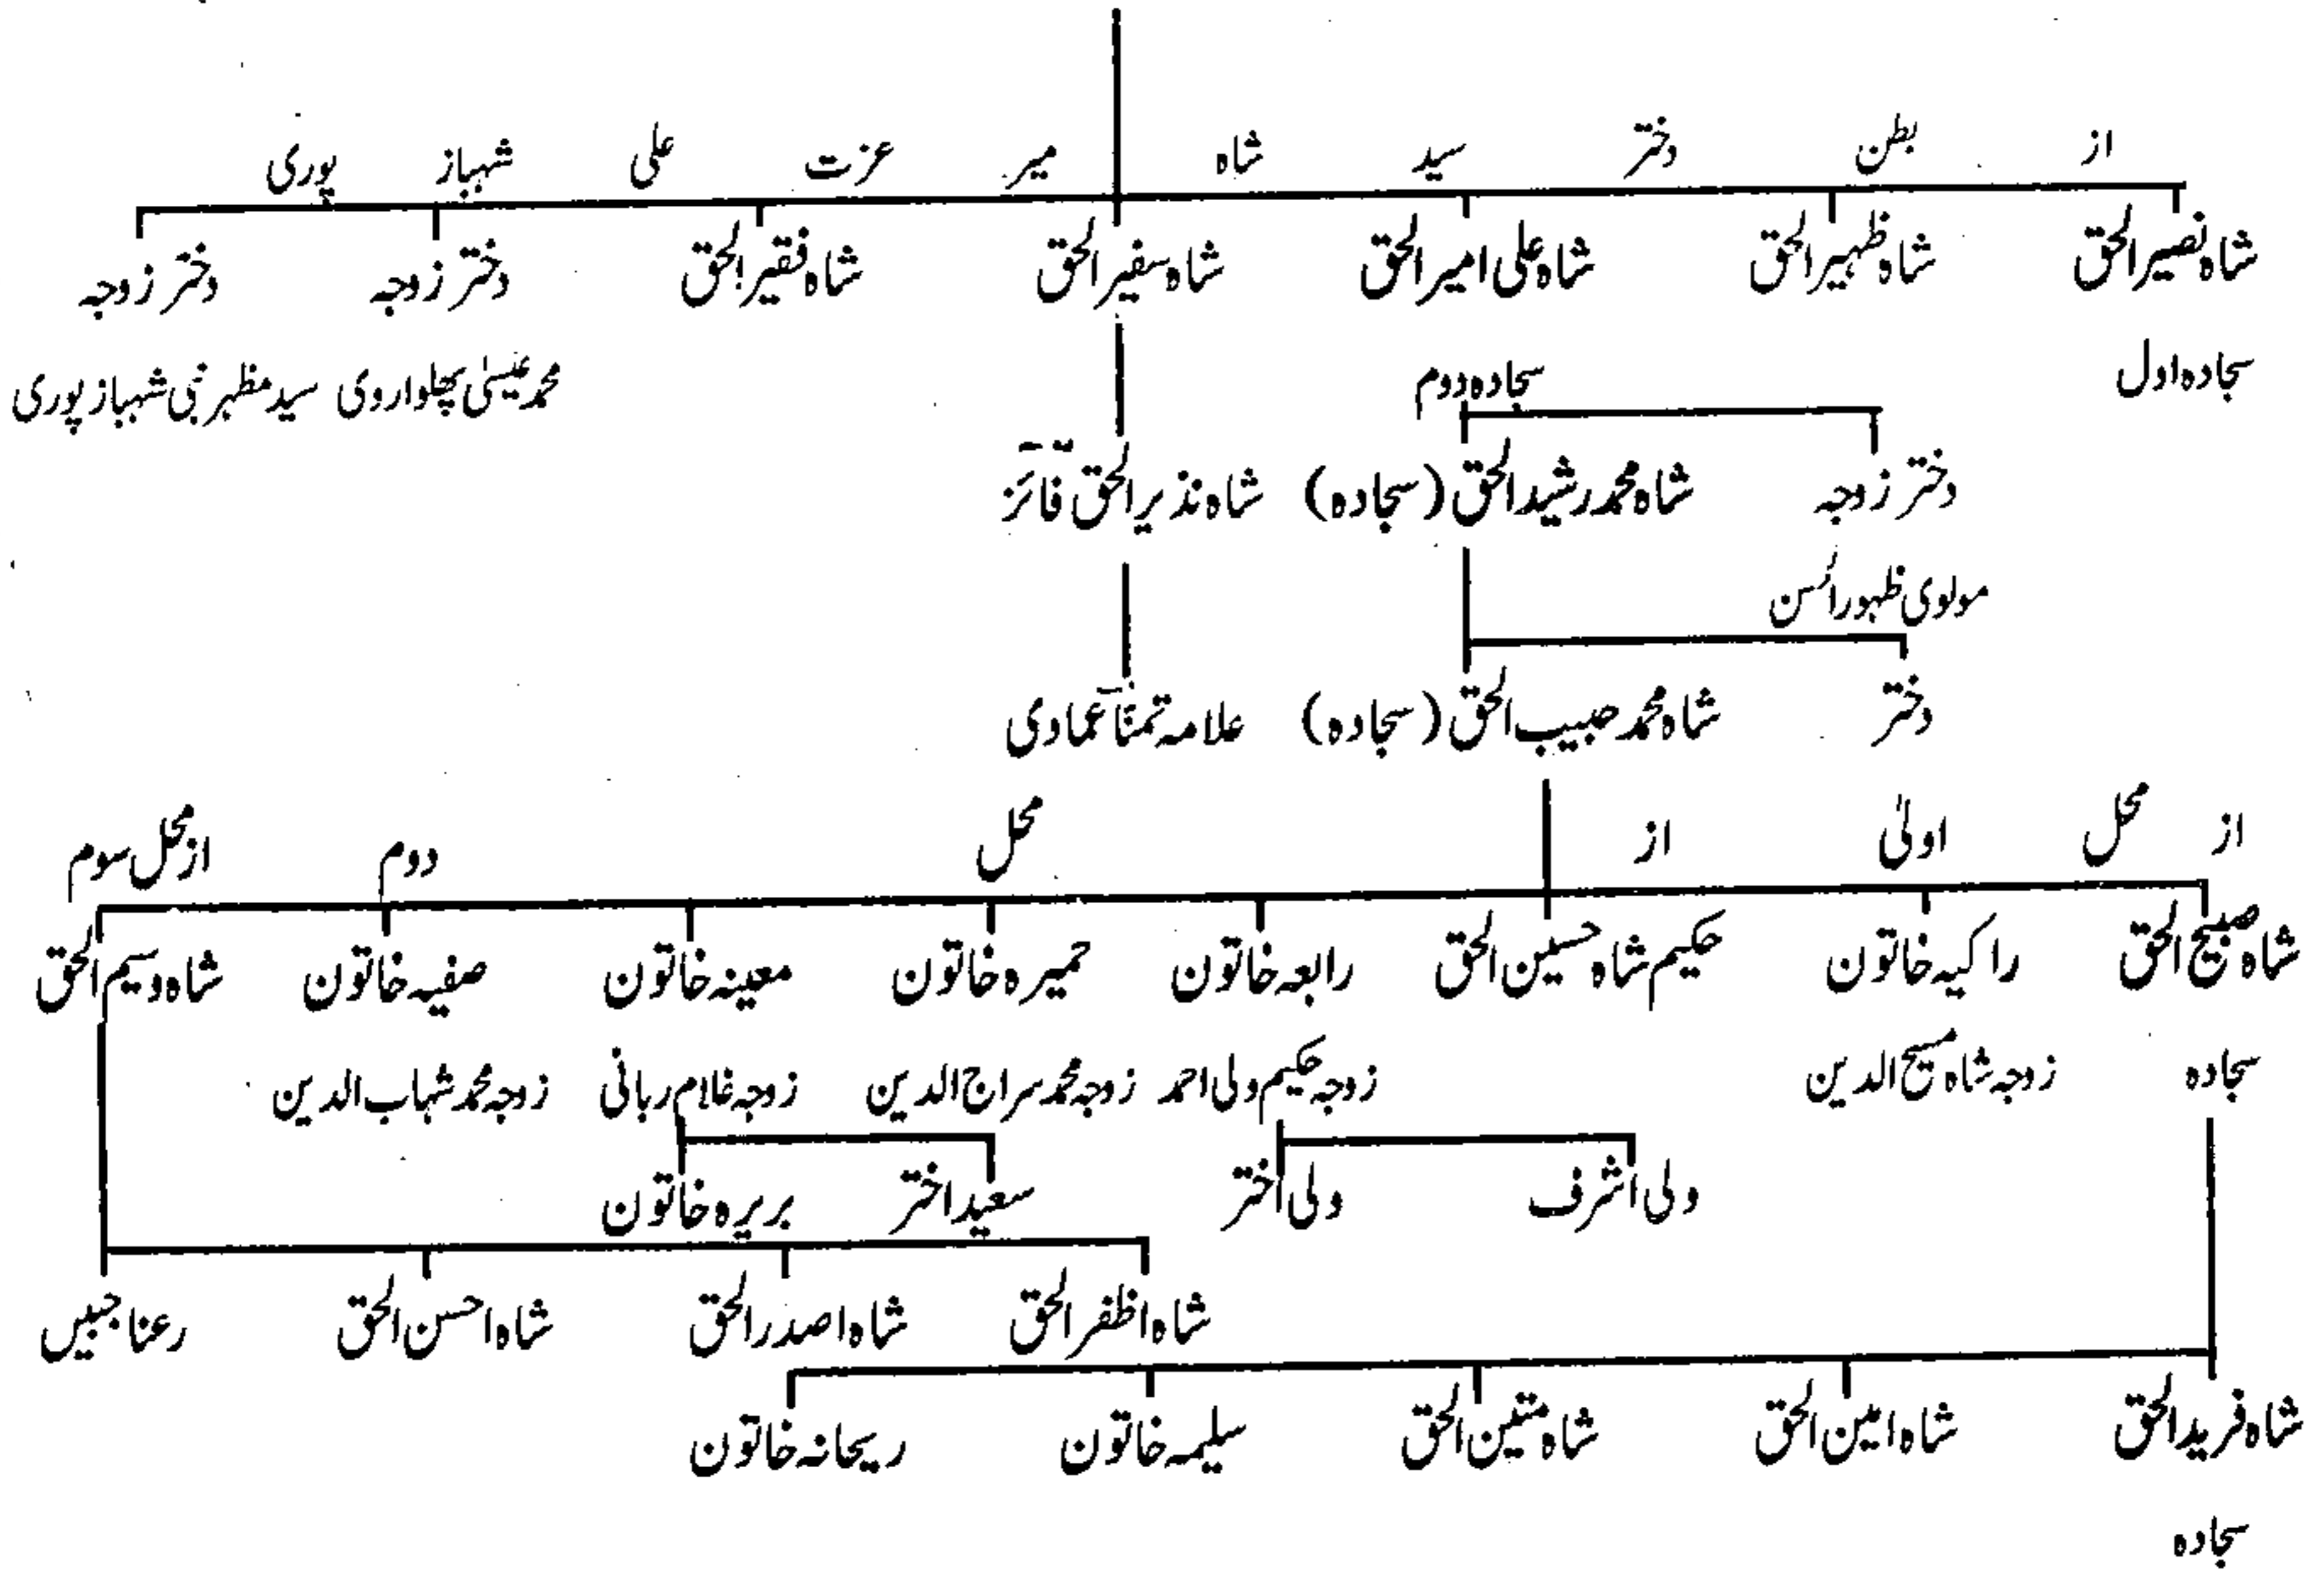 از بطن دختر سید شاہ میر عزت علی شہباز پوری
شاہ نصیر الحق شاہ ظہیر الحق شاہ علی امیر الحق شاہ سفیر الحق شاہ فقیر الحق دختر زوجہ دختر زوجہ
سجادہ اول سجادہ دوم محمد عیسیٰ پھلواروی سید مظہر نبی شہباز پوری
دختر زوجہ شاہ محمد رشید الحق (سجادہ) شاہ نذیر الحق فائز
مولوی ظہور الحسن
دختر شاہ محمد حبیب الحق (سجادہ) علامہ تمنا عمادی
از محل اولیٰ از محل دوم از محل سوم
شاہ صبیح الحق راکیہ خاتون حکیم شاہ حسین الحق رابعہ خاتون حمیرہ خاتون معینہ خاتون صفیہ خاتون شاہ وسیم الحق
سجادہ زوجہ شاہ مسیح الدین زوجہ حکیم ولی احمد زوجہ محمد سراج الدین زوجہ غلام ربانی زوجہ محمد شہاب الدین
ولی اشرف ولی اختر سعید اختر بریرہ خاتون
شاہ اظفر الحق شاہ اصدر الحق شاہ احسن الحق رعنا جبیں
شاہ فرید الحق شاہ امین الحق شاہ متین الحق سلیمہ خاتون ریحانہ خاتون
سجادہ